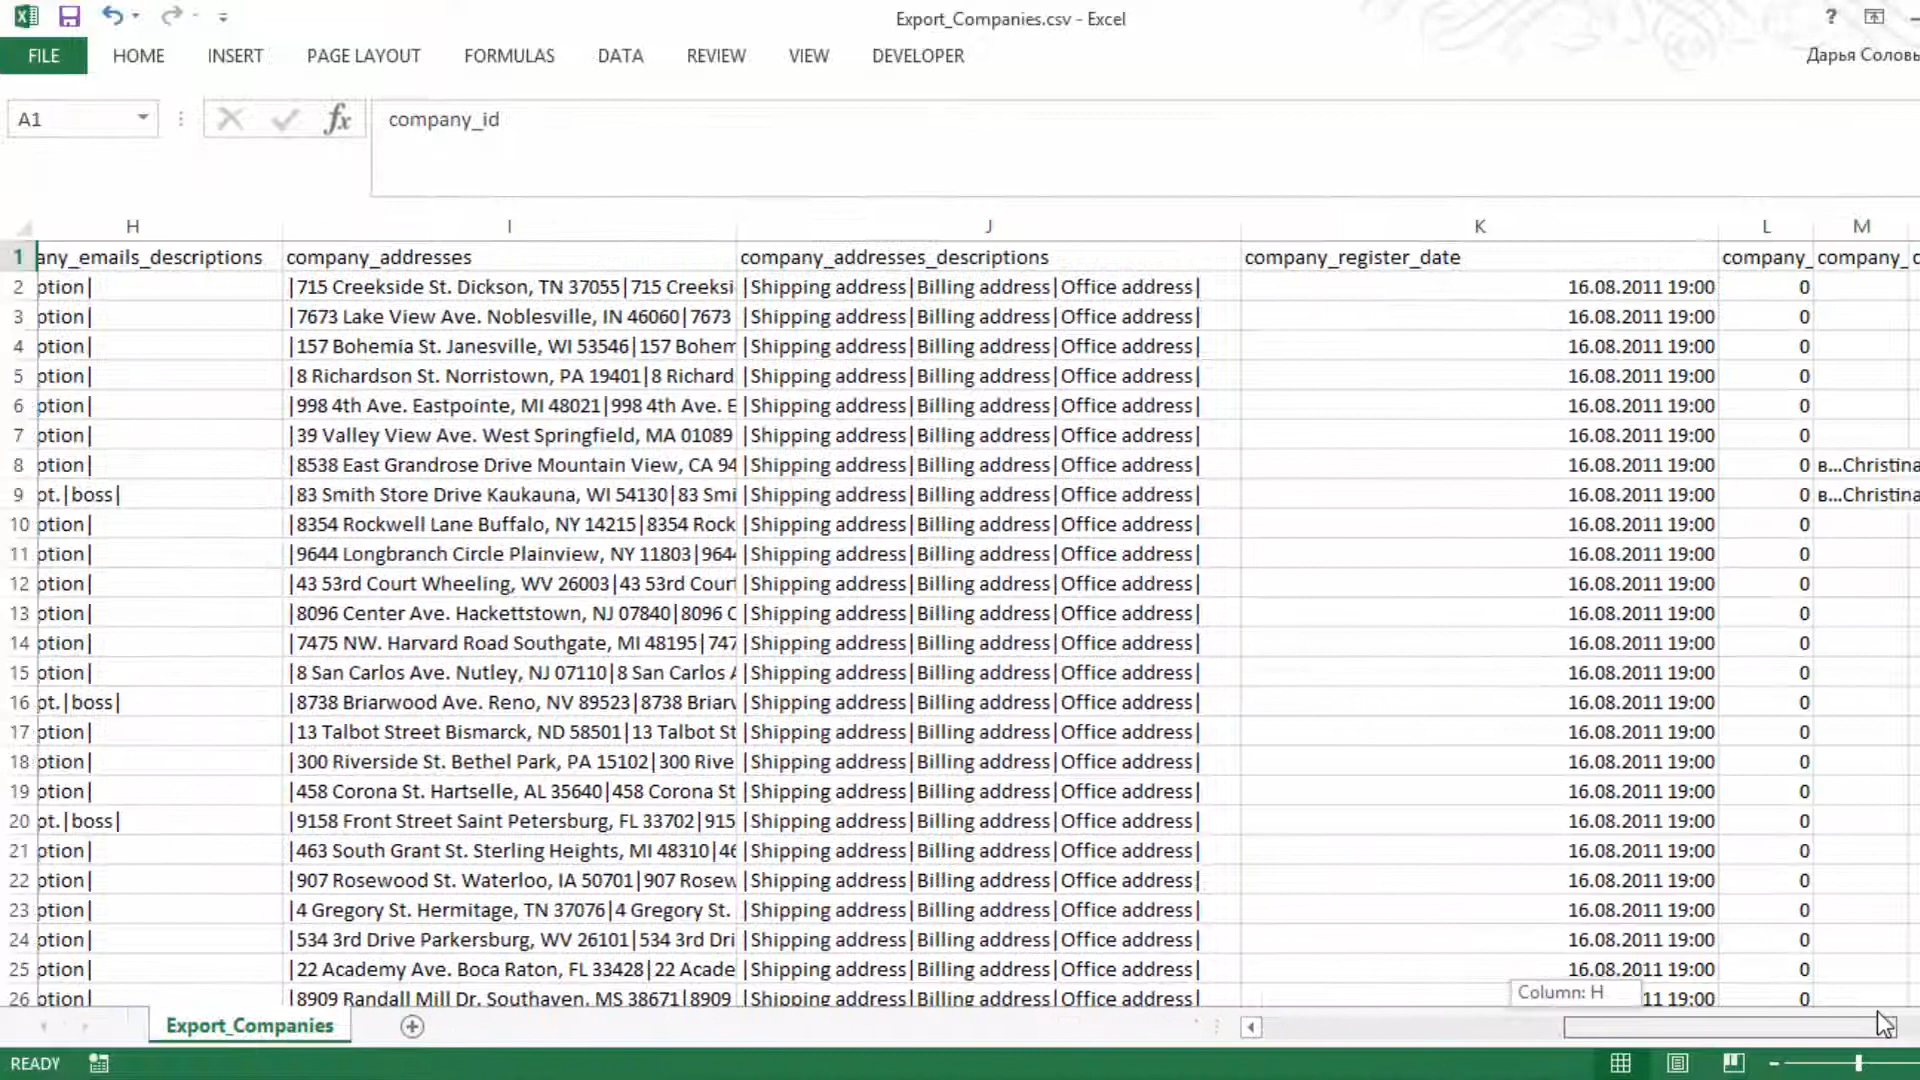 Export_Companies.csv - Excel
?
FILE HOME INSERT PAGE LAYOUT FORMULAS DATA REVIEW VIEW DEVELOPER
Дарья Соловь
A1 fx company_id
H I J K L M
1 any_emails_descriptions company_addresses company_addresses_descriptions company_register_date company_ company_ c
2 ption| |715 Creekside St. Dickson, TN 37055|715 Creeksi |Shipping address|Billing address|Office address| 16.08.2011 19:00 0
3 ption| |7673 Lake View Ave. Noblesville, IN 46060|7673 |Shipping address|Billing address|Office address| 16.08.2011 19:00 0
4 ption| |157 Bohemia St. Janesville, WI 53546|157 Bohem |Shipping address|Billing address|Office address| 16.08.2011 19:00 0
5 ption| |8 Richardson St. Norristown, PA 19401|8 Richard |Shipping address|Billing address|Office address| 16.08.2011 19:00 0
6 ption| |998 4th Ave. Eastpointe, MI 48021|998 4th Ave. E |Shipping address|Billing address|Office address| 16.08.2011 19:00 0
7 ption| |39 Valley View Ave. West Springfield, MA 01089 |Shipping address|Billing address|Office address| 16.08.2011 19:00 0
8 ption| |8538 East Grandrose Drive Mountain View, CA 94 |Shipping address|Billing address|Office address| 16.08.2011 19:00 0 в...Christina
9 pt.|boss| |83 Smith Store Drive Kaukauna, WI 54130|83 Smi |Shipping address|Billing address|Office address| 16.08.2011 19:00 0 в...Christina
10 ption| |8354 Rockwell Lane Buffalo, NY 14215|8354 Rock |Shipping address|Billing address|Office address| 16.08.2011 19:00 0
11 ption| |9644 Longbranch Circle Plainview, NY 11803|964 |Shipping address|Billing address|Office address| 16.08.2011 19:00 0
12 ption| |43 53rd Court Wheeling, WV 26003|43 53rd Court |Shipping address|Billing address|Office address| 16.08.2011 19:00 0
13 ption| |8096 Center Ave. Hackettstown, NJ 07840|8096 C |Shipping address|Billing address|Office address| 16.08.2011 19:00 0
14 ption| |7475 NW. Harvard Road Southgate, MI 48195|747 |Shipping address|Billing address|Office address| 16.08.2011 19:00 0
15 ption| |8 San Carlos Ave. Nutley, NJ 07110|8 San Carlos A |Shipping address|Billing address|Office address| 16.08.2011 19:00 0
16 pt.|boss| |8738 Briarwood Ave. Reno, NV 89523|8738 Briarw |Shipping address|Billing address|Office address| 16.08.2011 19:00 0
17 ption| |13 Talbot Street Bismarck, ND 58501|13 Talbot St |Shipping address|Billing address|Office address| 16.08.2011 19:00 0
18 ption| |300 Riverside St. Bethel Park, PA 15102|300 Rive |Shipping address|Billing address|Office address| 16.08.2011 19:00 0
19 ption| |458 Corona St. Hartselle, AL 35640|458 Corona St |Shipping address|Billing address|Office address| 16.08.2011 19:00 0
20 pt.|boss| |9158 Front Street Saint Petersburg, FL 33702|915 |Shipping address|Billing address|Office address| 16.08.2011 19:00 0
21 ption| |463 South Grant St. Sterling Heights, MI 48310|46 |Shipping address|Billing address|Office address| 16.08.2011 19:00 0
22 ption| |907 Rosewood St. Waterloo, IA 50701|907 Rosew |Shipping address|Billing address|Office address| 16.08.2011 19:00 0
23 ption| |4 Gregory St. Hermitage, TN 37076|4 Gregory St. |Shipping address|Billing address|Office address| 16.08.2011 19:00 0
24 ption| |534 3rd Drive Parkersburg, WV 26101|534 3rd Dri |Shipping address|Billing address|Office address| 16.08.2011 19:00 0
25 ption| |22 Academy Ave. Boca Raton, FL 33428|22 Acade |Shipping address|Billing address|Office address| 16.08.2011 19:00 0
26 ption| |8909 Randall Mill Dr. Southaven, MS 38671|8909 |Shipping address|Billing address|Office address| 11 19:00 0
Column: H
Export_Companies
READY